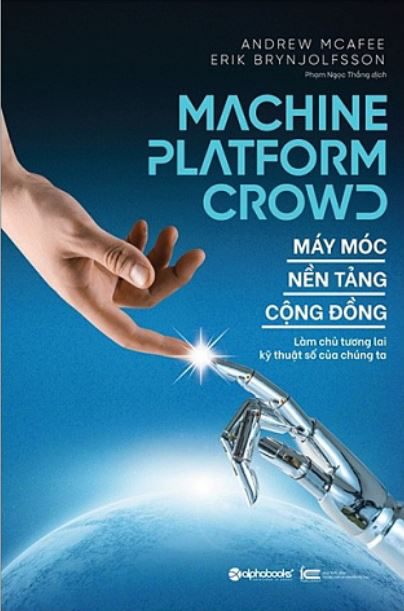 ANDREW MCAFEE
ERIK BRYNJOLFSSON
Phạm Ngọc Thắng dịch
MACHINE
PLATFORM
CROWD
MÁY MÓC
NỀN TẢNG
CỘNG ĐỒNG
Làm chủ tương lai
kỹ thuật số của chúng ta
alphabooks